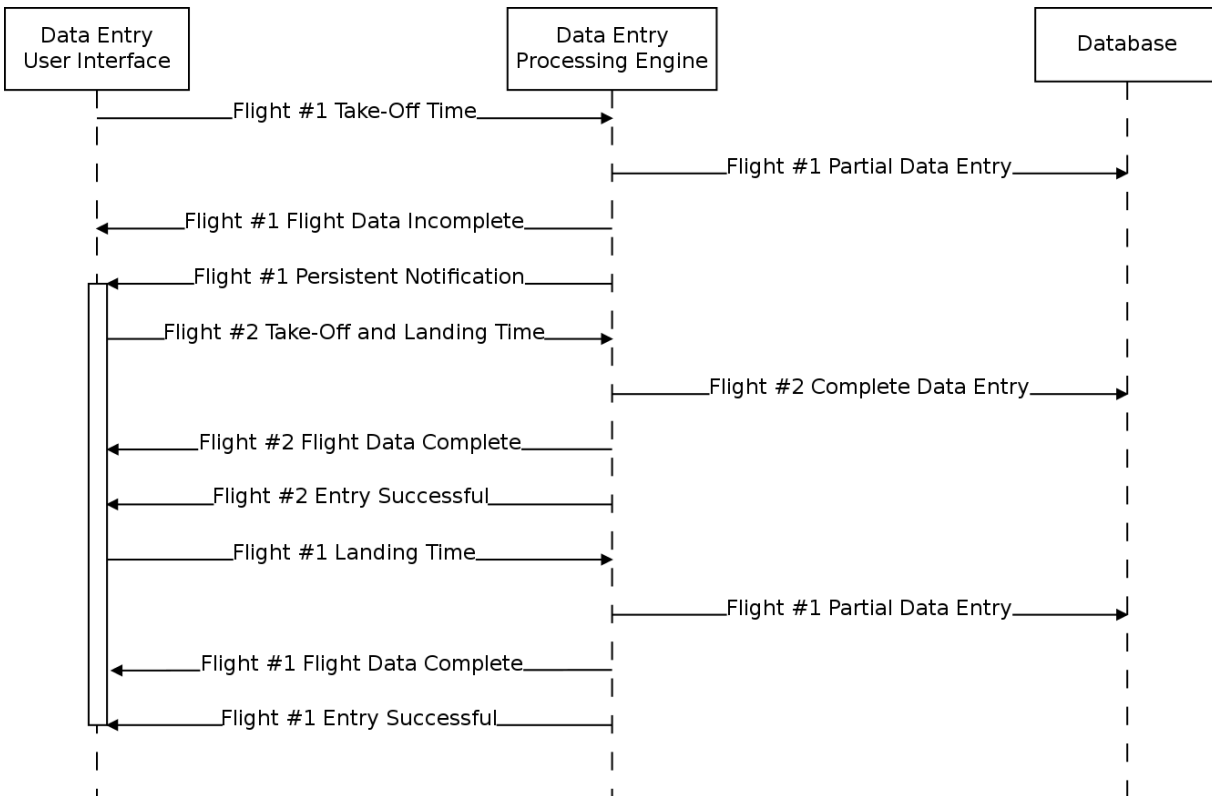 Data Entry
User Interface
Data Entry
Processing Engine
Database
Flight #1 Take-Off Time
Flight #1 Partial Data Entry
Flight #1 Flight Data Incomplete
Flight #1 Persistent Notification
Flight #2 Take-Off and Landing Time
Flight #2 Complete Data Entry
Flight #2 Flight Data Complete
Flight #2 Entry Successful
Flight #1 Landing Time
Flight #1 Partial Data Entry
Flight #1 Flight Data Complete
Flight #1 Entry Successful